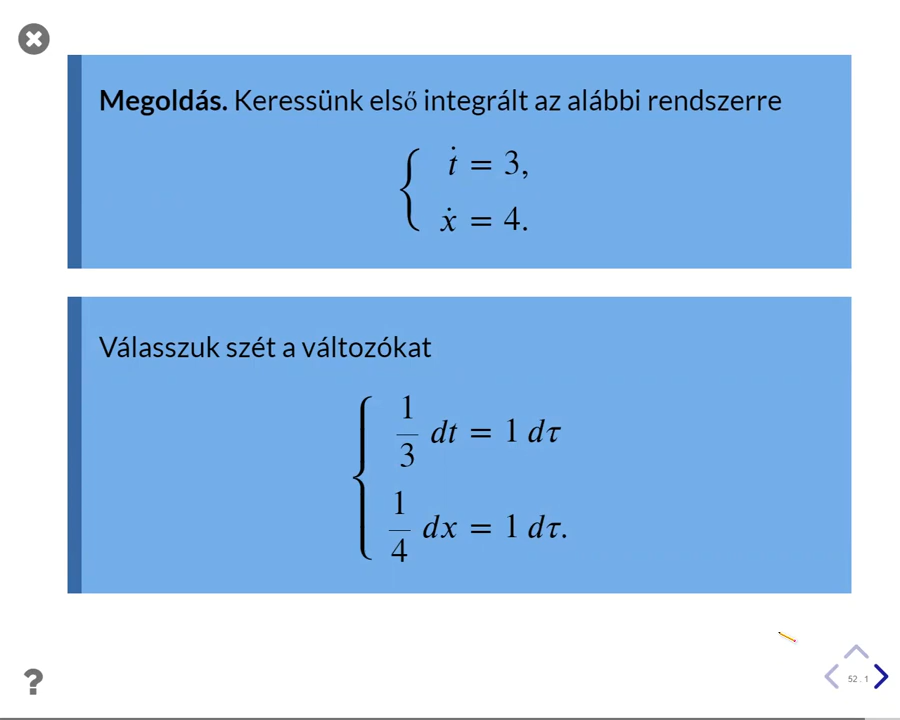 Megoldás. Keressünk első integrált az alábbi rendszerre
ṫ = 3,
ẋ = 4.
Válasszuk szét a változókat
1/3 dt = 1 dτ
1/4 dx = 1 dτ.
?
52 . 1